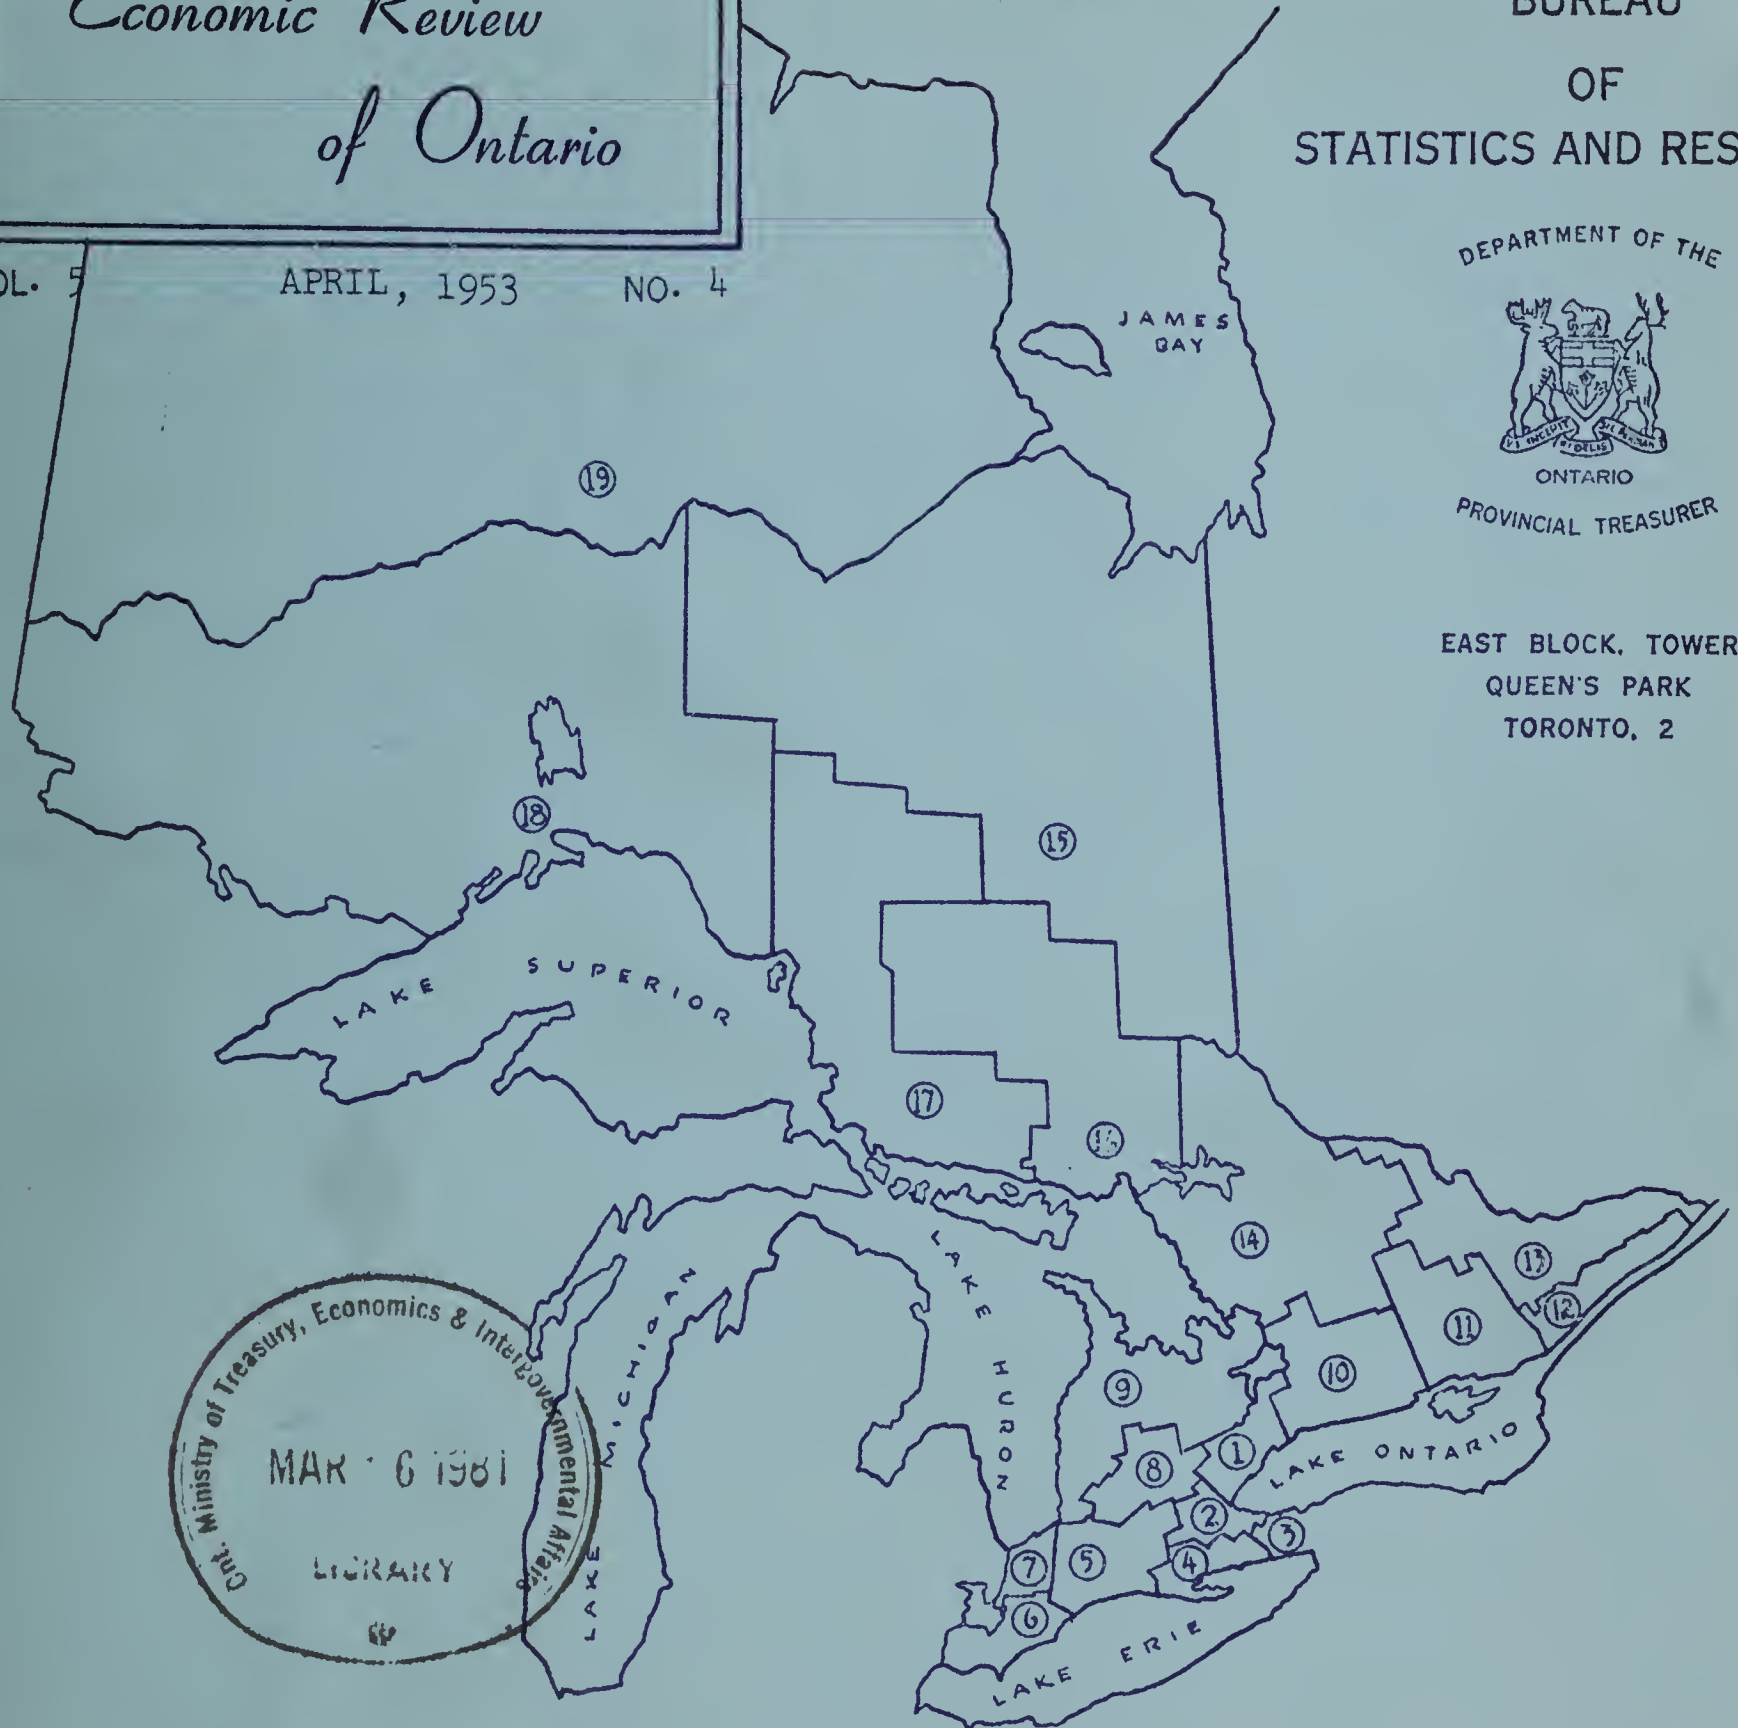 Economic Review
of Ontario
BUREAU
OF
STATISTICS AND RES
OL. 5
APRIL, 1953
NO. 4
DEPARTMENT OF THE
ONTARIO
PROVINCIAL TREASURER
EAST BLOCK, TOWER
QUEEN'S PARK
TORONTO, 2
JAMES
BAY
19
18
15
LAKE SUPERIOR
17
16
14
13
12
11
10
9
8
1
2
3
4
5
7
6
LAKE MICHIGAN
LAKE HURON
LAKE ONTARIO
LAKE ERIE
Ont. Ministry of Treasury, Economics & Intergovernmental Affairs
MAR 6 1981
LIBRARY